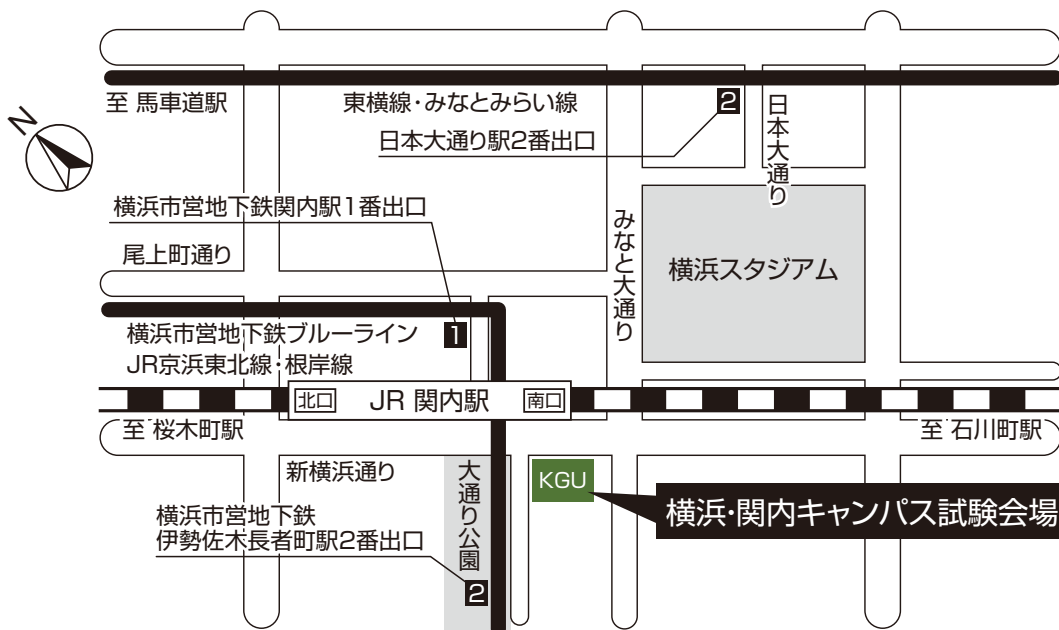 至 馬車道駅
東横線・みなとみらい線
2
日本大通り駅2番出口
日本大通り
N
横浜市営地下鉄関内駅1番出口
尾上町通り
みなと大通り
横浜スタジアム
横浜市営地下鉄ブルーライン
1
JR京浜東北線・根岸線
北口
JR 関内駅
南口
至 桜木町駅
至 石川町駅
新横浜通り
大通り公園
KGU
横浜・関内キャンパス試験会場
横浜市営地下鉄
伊勢佐木長者町駅2番出口
2